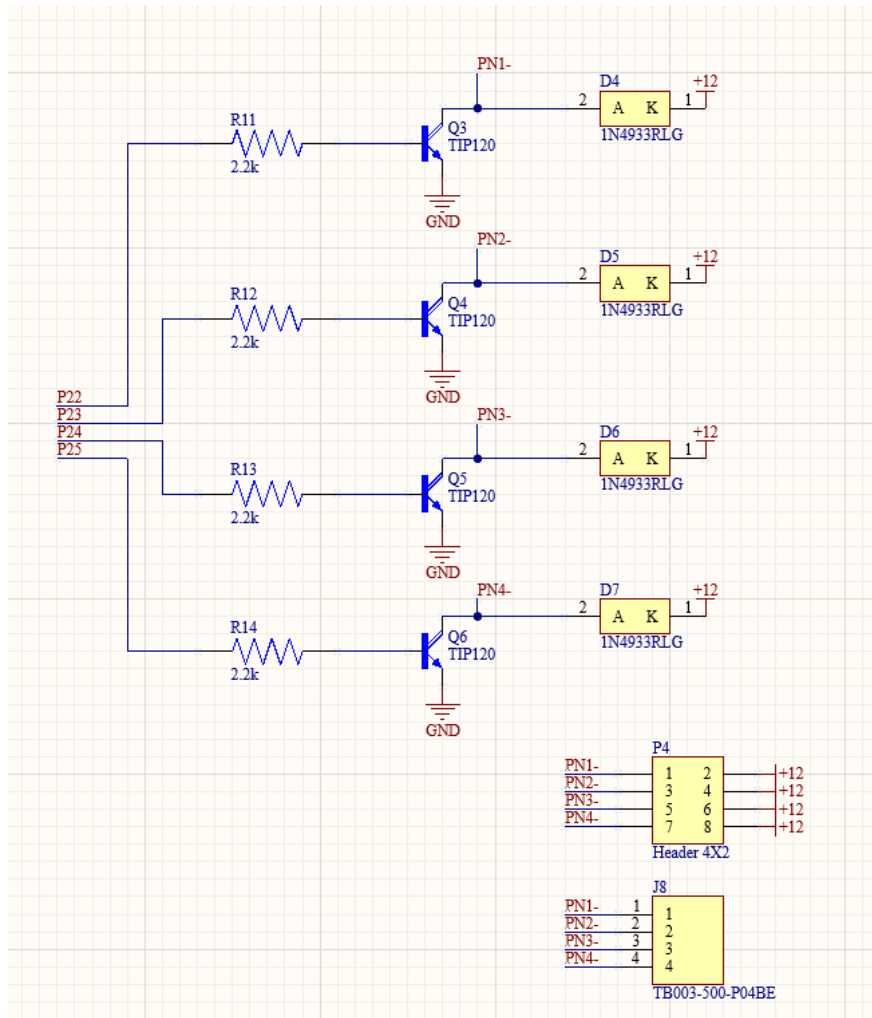 PN1-
D4
+12
2
A
K
1
R11
Q3
TIP120
1N4933RLG
2.2k
GND
PN2-
D5
+12
2
A
K
1
R12
Q4
TIP120
1N4933RLG
2.2k
GND
P22
P23
P24
P25
PN3-
D6
+12
2
A
K
1
R13
Q5
TIP120
1N4933RLG
2.2k
GND
PN4-
D7
+12
2
A
K
1
R14
Q6
TIP120
1N4933RLG
2.2k
GND
P4
PN1- 1 2 +12
PN2- 3 4 +12
PN3- 5 6 +12
PN4- 7 8 +12
Header 4X2
J8
PN1- 1 1
PN2- 2 2
PN3- 3 3
PN4- 4 4
TB003-500-P04BE